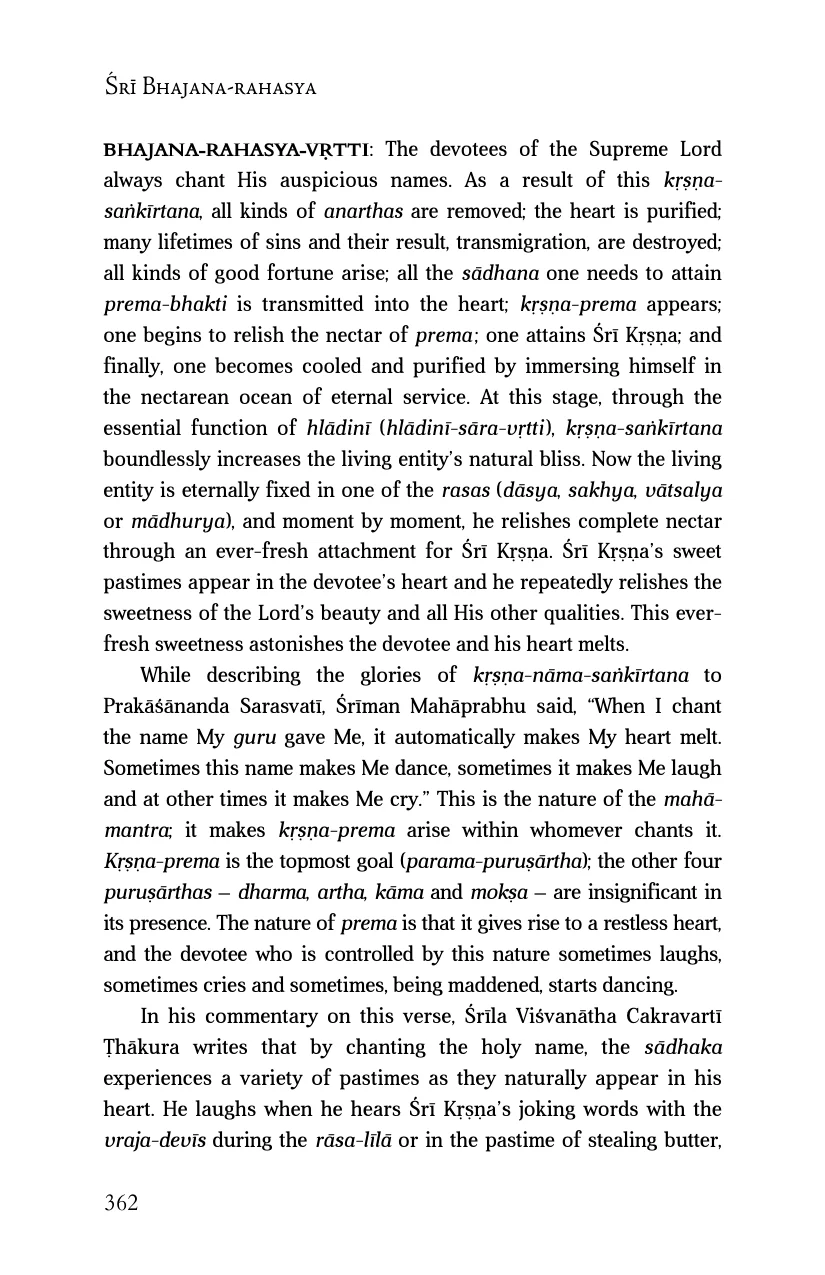 Śrī Bhajana-rahasya
BHAJANA-RAHASYA-VṚTTI: The devotees of the Supreme Lord
always chant His auspicious names. As a result of this kṛṣṇa-
saṅkīrtana, all kinds of anarthas are removed; the heart is purified;
many lifetimes of sins and their result, transmigration, are destroyed;
all kinds of good fortune arise; all the sādhana one needs to attain
prema-bhakti is transmitted into the heart; kṛṣṇa-prema appears;
one begins to relish the nectar of prema; one attains Śrī Kṛṣṇa; and
finally, one becomes cooled and purified by immersing himself in
the nectarean ocean of eternal service. At this stage, through the
essential function of hlādinī (hlādinī-sāra-vṛtti), kṛṣṇa-saṅkīrtana
boundlessly increases the living entity’s natural bliss. Now the living
entity is eternally fixed in one of the rasas (dāsya, sakhya, vātsalya
or mādhurya), and moment by moment, he relishes complete nectar
through an ever-fresh attachment for Śrī Kṛṣṇa. Śrī Kṛṣṇa’s sweet
pastimes appear in the devotee’s heart and he repeatedly relishes the
sweetness of the Lord’s beauty and all His other qualities. This ever-
fresh sweetness astonishes the devotee and his heart melts.
While describing the glories of kṛṣṇa-nāma-saṅkīrtana to
Prakāśānanda Sarasvatī, Śrīman Mahāprabhu said, “When I chant
the name My guru gave Me, it automatically makes My heart melt.
Sometimes this name makes Me dance, sometimes it makes Me laugh
and at other times it makes Me cry.” This is the nature of the mahā-
mantra; it makes kṛṣṇa-prema arise within whomever chants it.
Kṛṣṇa-prema is the topmost goal (parama-puruṣārtha); the other four
puruṣārthas – dharma, artha, kāma and mokṣa – are insignificant in
its presence. The nature of prema is that it gives rise to a restless heart,
and the devotee who is controlled by this nature sometimes laughs,
sometimes cries and sometimes, being maddened, starts dancing.
In his commentary on this verse, Śrīla Viśvanātha Cakravartī
Ṭhākura writes that by chanting the holy name, the sādhaka
experiences a variety of pastimes as they naturally appear in his
heart. He laughs when he hears Śrī Kṛṣṇa’s joking words with the
vraja-devīs during the rāsa-līlā or in the pastime of stealing butter,
362